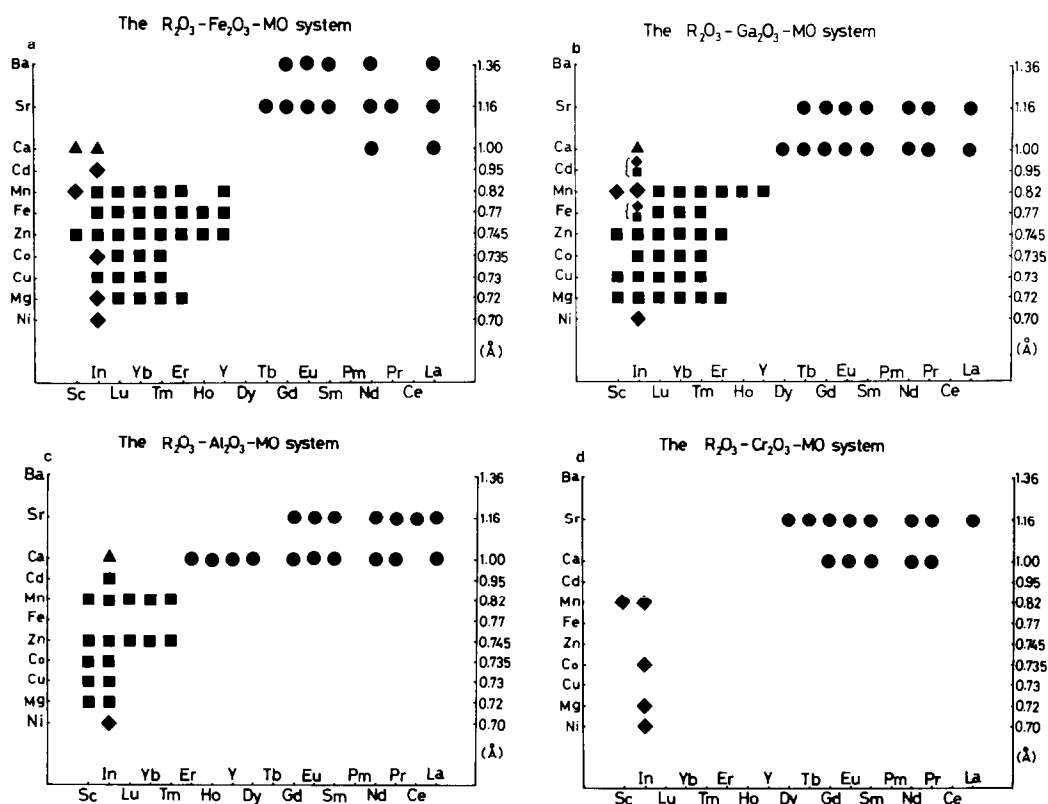 The R₂O₃–Fe₂O₃–MO system
a
Ba 1.36
Sr 1.16
Ca 1.00
Cd 0.95
Mn 0.82
Fe 0.77
Zn 0.745
Co 0.735
Cu 0.73
Mg 0.72
Ni 0.70
(Å)
In Yb Er Y Tb Eu Pm Pr La
Sc Lu Tm Ho Dy Gd Sm Nd Ce
The R₂O₃–Ga₂O₃–MO system
b
Ba 1.36
Sr 1.16
Ca 1.00
Cd 0.95
Mn 0.82
Fe 0.77
Zn 0.745
Co 0.735
Cu 0.73
Mg 0.72
Ni 0.70
(Å)
In Yb Er Y Tb Eu Pm Pr La
Sc Lu Tm Ho Dy Gd Sm Nd Ce
The R₂O₃–Al₂O₃–MO system
c
Ba 1.36
Sr 1.16
Ca 1.00
Cd 0.95
Mn 0.82
Fe 0.77
Zn 0.745
Co 0.735
Cu 0.73
Mg 0.72
Ni 0.70
(Å)
In Yb Er Y Tb Eu Pm Pr La
Sc Lu Tm Ho Dy Gd Sm Nd Ce
The R₂O₃–Cr₂O₃–MO system
d
Ba 1.36
Sr 1.16
Ca 1.00
Cd 0.95
Mn 0.82
Fe 0.77
Zn 0.745
Co 0.735
Cu 0.73
Mg 0.72
Ni 0.70
(Å)
In Yb Er Y Tb Eu Pm Pr La
Sc Lu Tm Ho Dy Gd Sm Nd Ce